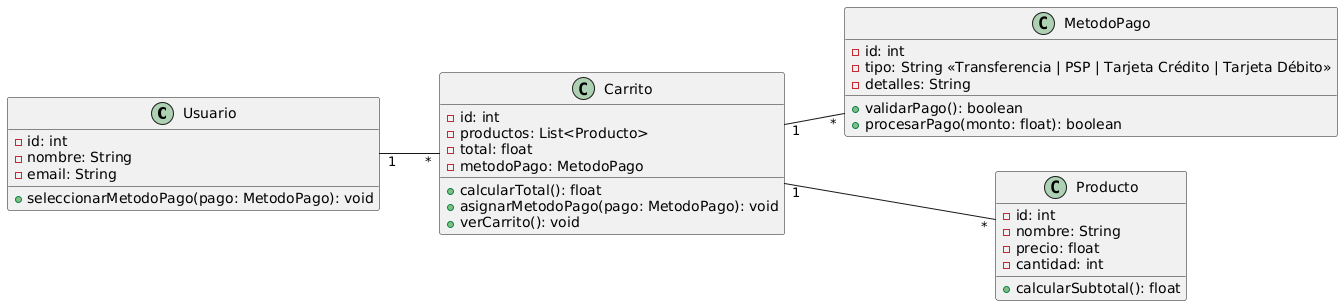 C Usuario
id: int
nombre: String
email: String
seleccionarMetodoPago(pago: MetodoPago): void
1
*
C Carrito
id: int
productos: List<Producto>
total: float
metodoPago: MetodoPago
calcularTotal(): float
asignarMetodoPago(pago: MetodoPago): void
verCarrito(): void
1
*
C MetodoPago
id: int
tipo: String «Transferencia | PSP | Tarjeta Crédito | Tarjeta Débito»
detalles: String
validarPago(): boolean
procesarPago(monto: float): boolean
1
*
C Producto
id: int
nombre: String
precio: float
cantidad: int
calcularSubtotal(): float